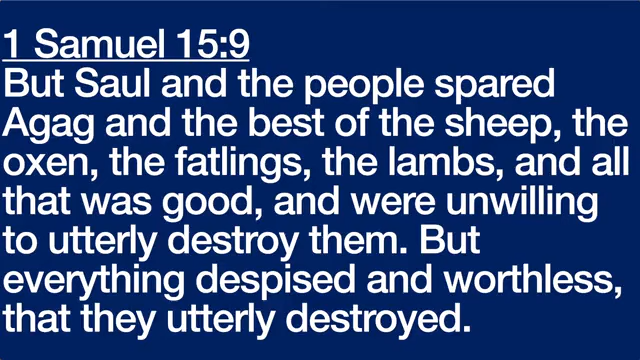 1 Samuel 15:9
But Saul and the people spared
Agag and the best of the sheep, the
oxen, the fatlings, the lambs, and all
that was good, and were unwilling
to utterly destroy them. But
everything despised and worthless,
that they utterly destroyed.